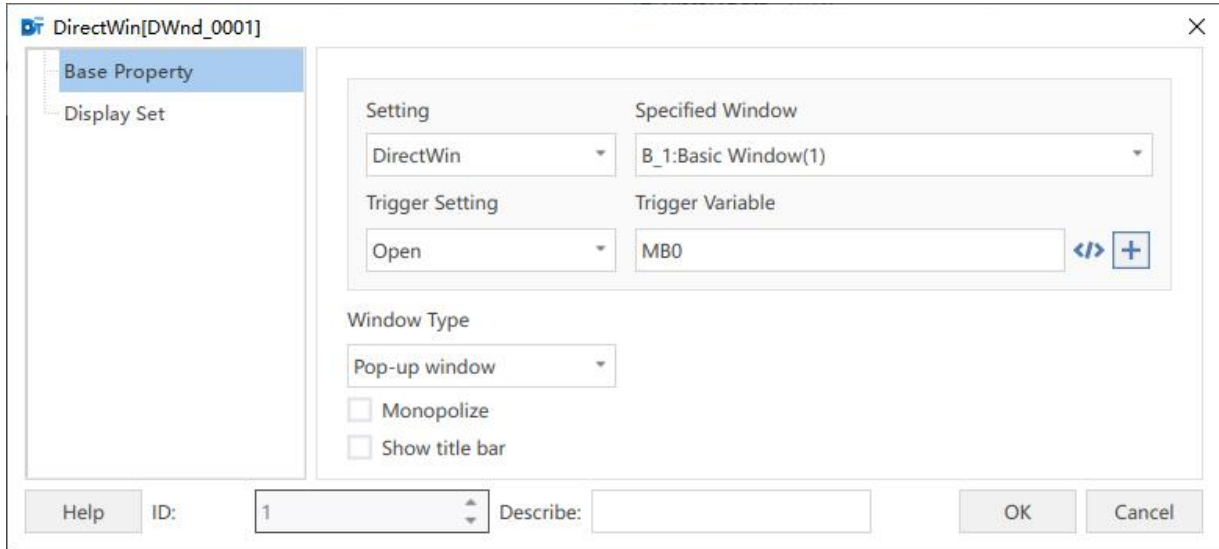 DT DirectWin[DWnd_0001]
Base Property
Display Set
Setting Specified Window
DirectWin B_1:Basic Window(1)
Trigger Setting Trigger Variable
Open MB0 </> +
Window Type
Pop-up window
Monopolize
Show title bar
Help ID: 1 Describe: OK Cancel